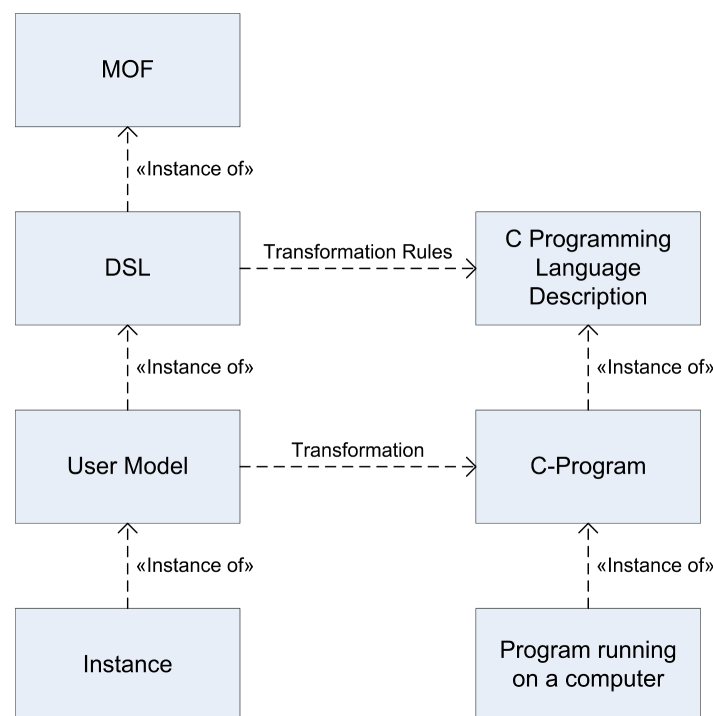 MOF
«Instance of»
DSL
Transformation Rules
C Programming
Language
Description
«Instance of»
«Instance of»
User Model
Transformation
C-Program
«Instance of»
«Instance of»
Instance
Program running
on a computer